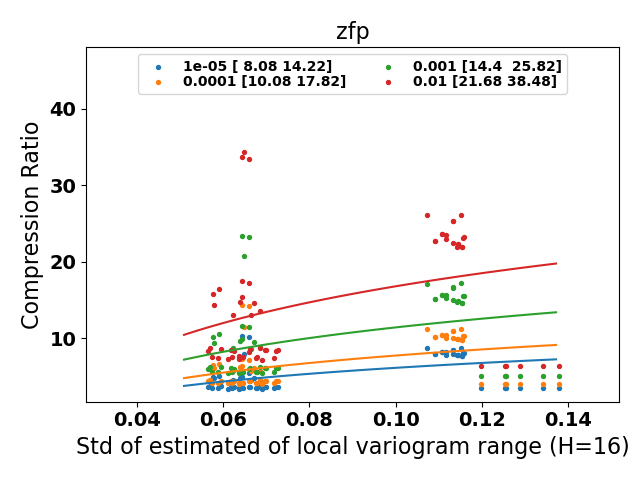 zfp
1e-05 [ 8.08 14.22]
0.0001 [10.08 17.82]
0.001 [14.4  25.82]
0.01 [21.68 38.48]
Compression Ratio
40
30
20
10
0.04 0.06 0.08 0.10 0.12 0.14
Std of estimated of local variogram range (H=16)